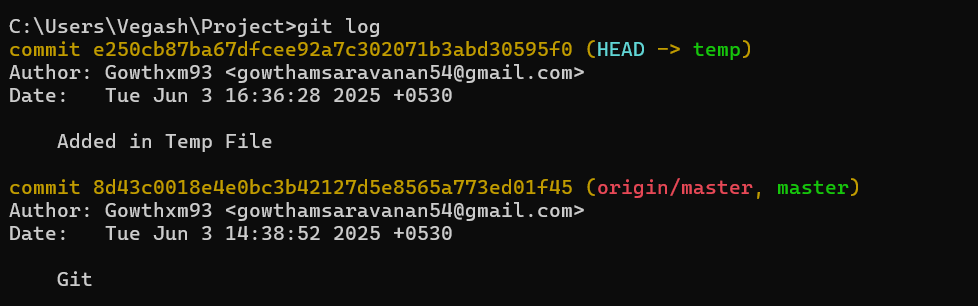 C:\Users\Vegash\Project>git log
commit e250cb87ba67dfcee92a7c302071b3abd30595f0 (HEAD -> temp)
Author: Gowthxm93 <gowthamsaravanan54@gmail.com>
Date:   Tue Jun 3 16:36:28 2025 +0530
    Added in Temp File
commit 8d43c0018e4e0bc3b42127d5e8565a773ed01f45 (origin/master, master)
Author: Gowthxm93 <gowthamsaravanan54@gmail.com>
Date:   Tue Jun 3 14:38:52 2025 +0530
    Git